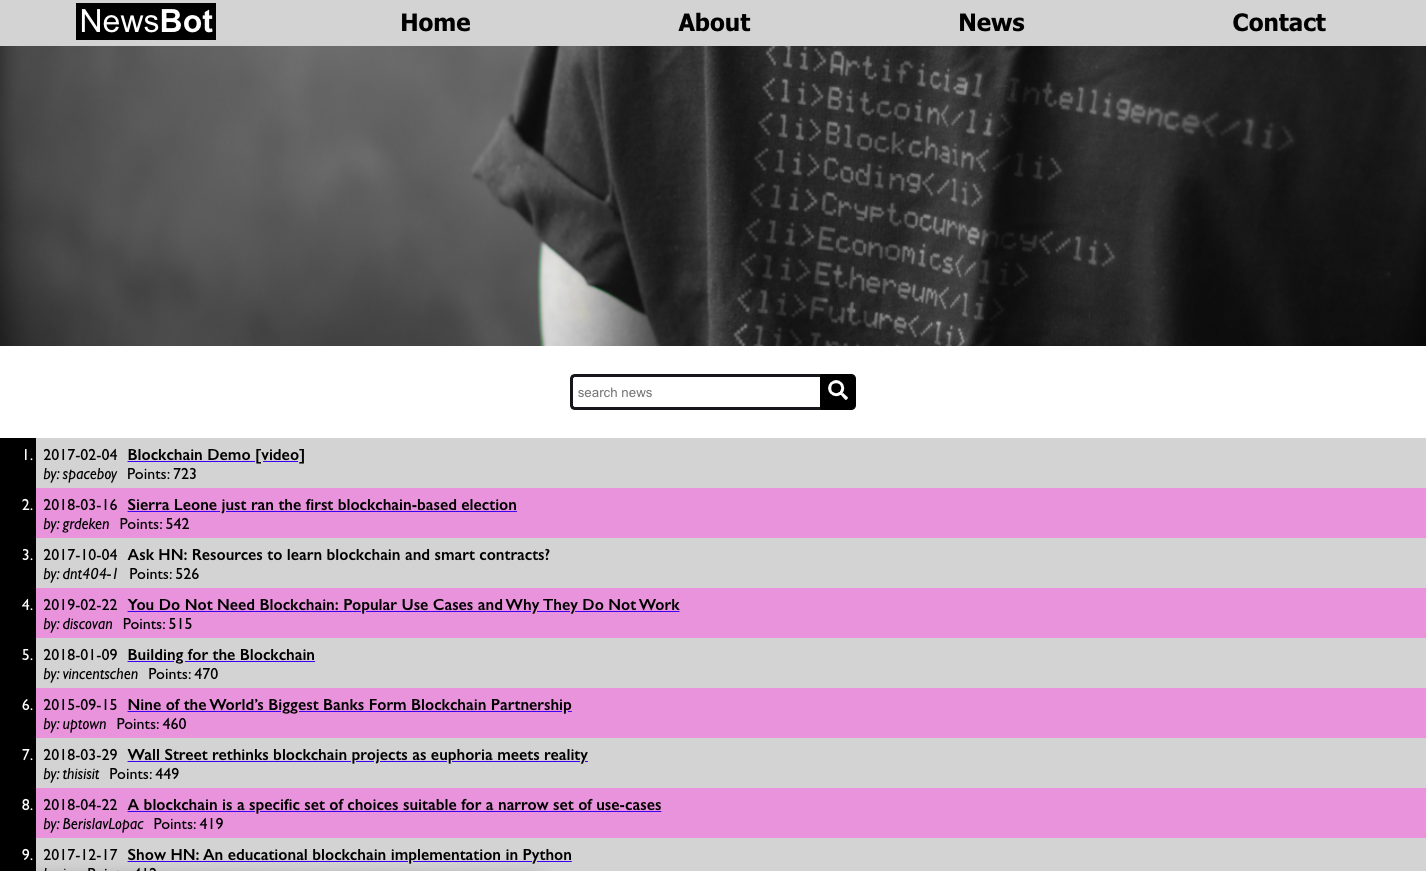 NewsBot Home About News Contact
<li>Artificial Intelligence</li>
<li>Bitcoin</li>
<li>Blockchain</li>
<li>Coding</li>
<li>Cryptocurrency</li>
<li>Economics</li>
<li>Ethereum</li>
<li>Future</li>
search news
1. 2017-02-04 Blockchain Demo [video]
by: spaceboy Points: 723
2. 2018-03-16 Sierra Leone just ran the first blockchain-based election
by: grdeken Points: 542
3. 2017-10-04 Ask HN: Resources to learn blockchain and smart contracts?
by: dnt404-1 Points: 526
4. 2019-02-22 You Do Not Need Blockchain: Popular Use Cases and Why They Do Not Work
by: discovan Points: 515
5. 2018-01-09 Building for the Blockchain
by: vincentschen Points: 470
6. 2015-09-15 Nine of the World’s Biggest Banks Form Blockchain Partnership
by: uptown Points: 460
7. 2018-03-29 Wall Street rethinks blockchain projects as euphoria meets reality
by: thisisit Points: 449
8. 2018-04-22 A blockchain is a specific set of choices suitable for a narrow set of use-cases
by: BerislavLopac Points: 419
9. 2017-12-17 Show HN: An educational blockchain implementation in Python